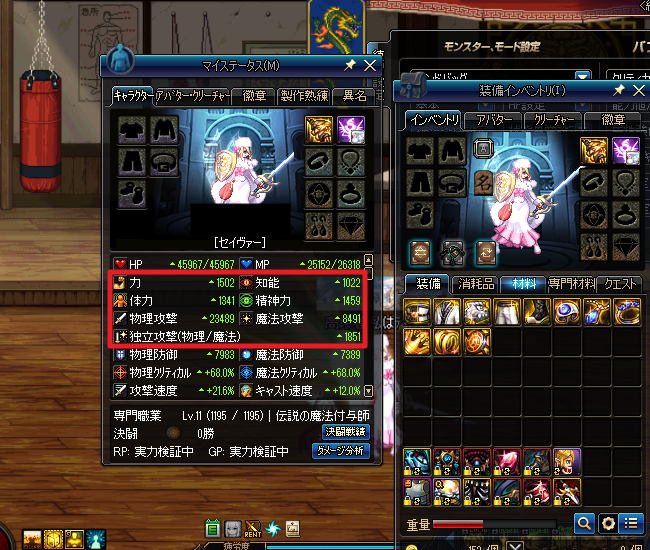 モンスター、モード設定
マイステータス(M)
キャラクター
アバター・クリーチャー
徽章
製作熟練
異名
[セイヴァー]
HP 45967/45967
MP 25152/26318
力 1502
知能 1022
体力 1341
精神力 1459
物理攻撃 23489
魔法攻撃 8491
独立攻撃(物理/魔法) 1851
物理防御 7983
魔法防御 7389
物理クリティカル +68.0%
魔法クリティカル +68.0%
攻撃速度 +21.6%
キャスト速度 +12.0%
専門職業 Lv.11 (1195 / 1195) | 伝説の魔法付与師
決闘 0勝
決闘戦績
RP: 実力検証中 GP: 実力検証中
ダメージ分析
装備インベントリ(I)
インベントリ
アバター
クリーチャー
徽章
名
装備
消耗品
材料
専門材料
クエスト
重量
RENT
疲労度